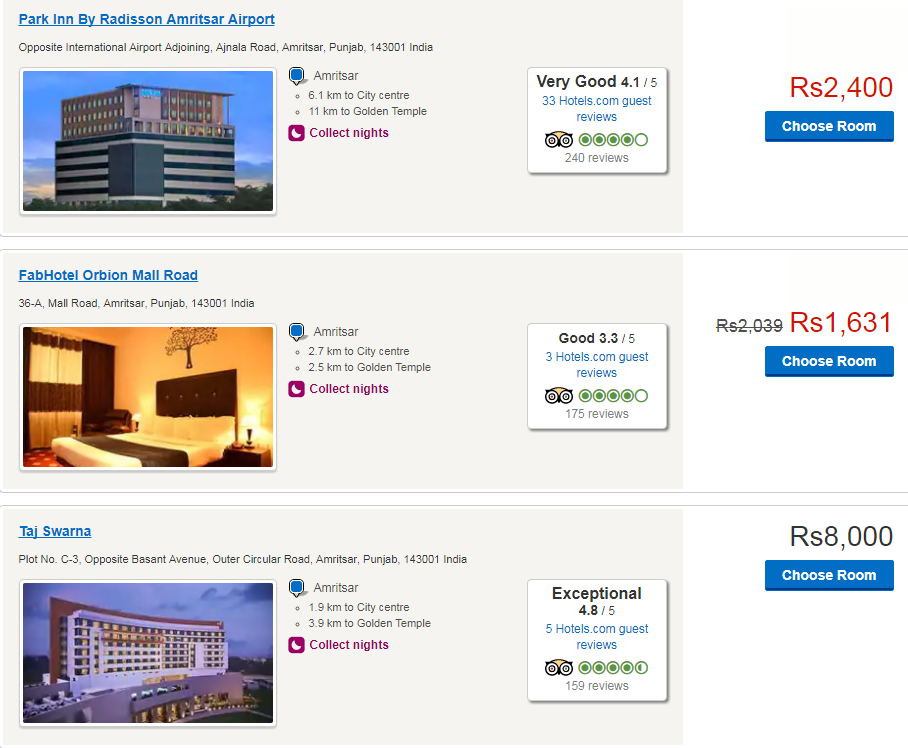 Park Inn By Radisson Amritsar Airport
Opposite International Airport Adjoining, Ajnala Road, Amritsar, Punjab, 143001 India
Amritsar
6.1 km to City centre
11 km to Golden Temple
Collect nights
Very Good 4.1 / 5
33 Hotels.com guest
reviews
240 reviews
Rs2,400
Choose Room
FabHotel Orbion Mall Road
36-A, Mall Road, Amritsar, Punjab, 143001 India
Amritsar
2.7 km to City centre
2.5 km to Golden Temple
Collect nights
Good 3.3 / 5
3 Hotels.com guest
reviews
175 reviews
Rs2,039 Rs1,631
Choose Room
Taj Swarna
Plot No. C-3, Opposite Basant Avenue, Outer Circular Road, Amritsar, Punjab, 143001 India
Amritsar
1.9 km to City centre
3.9 km to Golden Temple
Collect nights
Exceptional
4.8 / 5
5 Hotels.com guest
reviews
159 reviews
Rs8,000
Choose Room